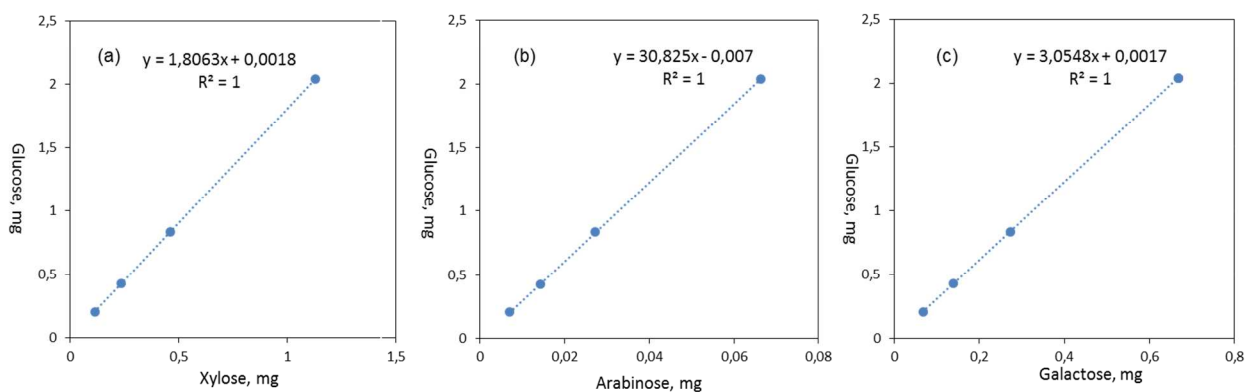 (a)
y = 1,8063x + 0,0018
R² = 1
2,5
2
1,5
1
0,5
0
Glucose, mg
0
0,5
1
1,5
Xylose, mg
(b)
y = 30,825x - 0,007
R² = 1
2,5
2
1,5
1
0,5
0
Glucose, mg
0
0,02
0,04
0,06
0,08
Arabinose, mg
(c)
y = 3,0548x + 0,0017
R² = 1
2,5
2
1,5
1
0,5
0
Glucose, mg
0
0,2
0,4
0,6
0,8
Galactose, mg